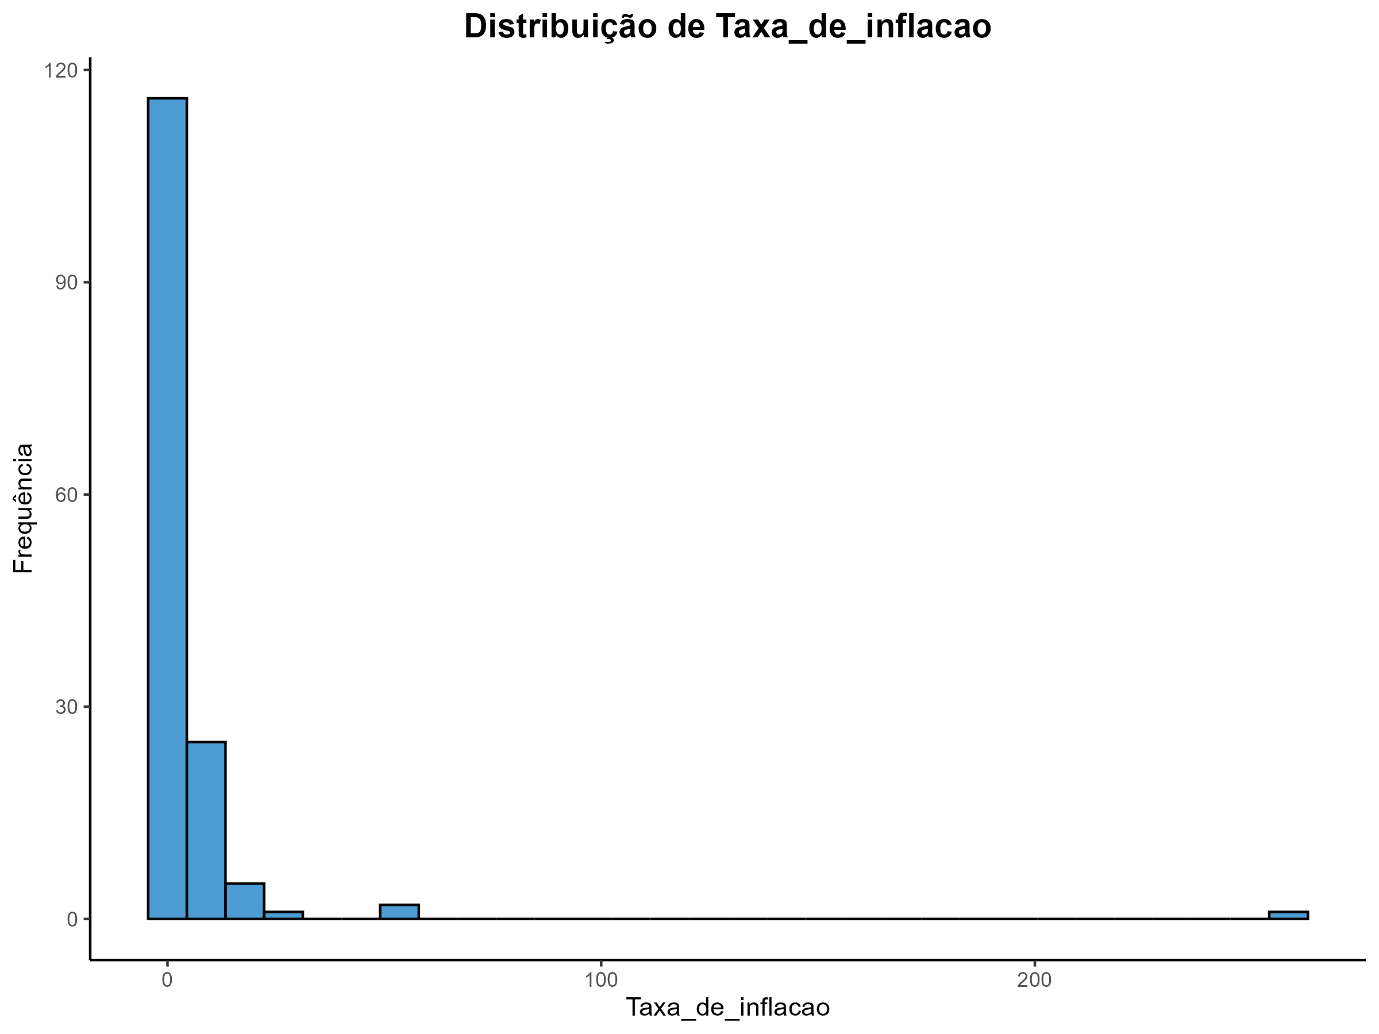 Distribuição de Taxa_de_inflacao
120
90
60
30
0
Frequência
0 100 200
Taxa_de_inflacao